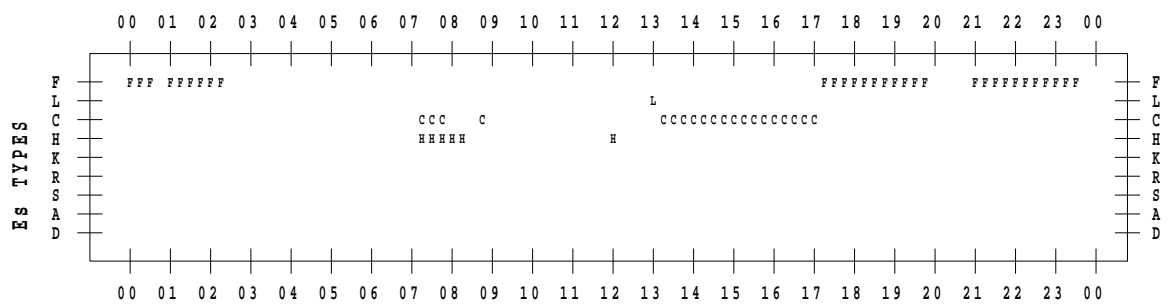 00 01 02 03 04 05 06 07 08 09 10 11 12 13 14 15 16 17 18 19 20 21 22 23 00
F FFF FFFFFF FFFFFFFFFFF FFFFFFFFFFF F
L L L
C CCC C CCCCCCCCCCCCCCCC C
H HHHHH H H
K K
R R
S S
A A
D D
Es TYPES
00 01 02 03 04 05 06 07 08 09 10 11 12 13 14 15 16 17 18 19 20 21 22 23 00